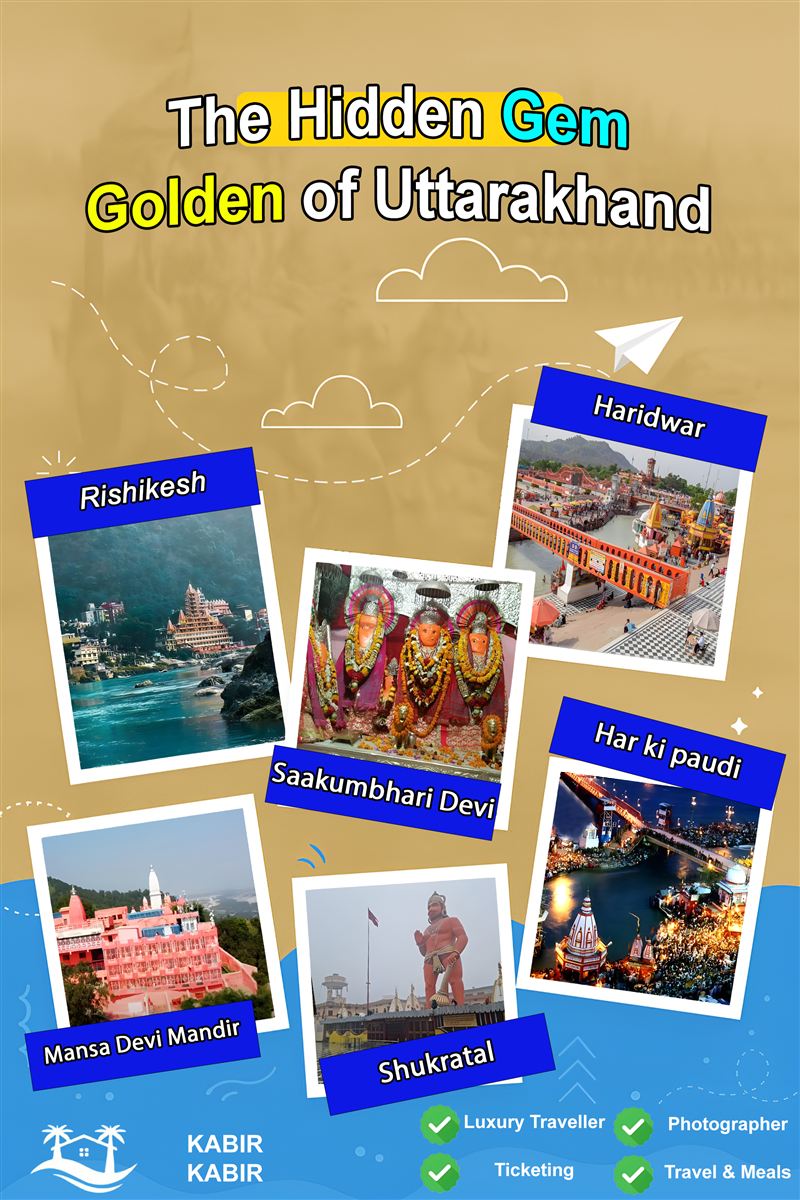 The Hidden Gem
Golden of Uttarakhand
Haridwar
Rishikesh
Saakumbhari Devi
Har ki paudi
Mansa Devi Mandir
Shukratal
KABIR
KABIR
Luxury Traveller
Photographer
Ticketing
Travel & Meals